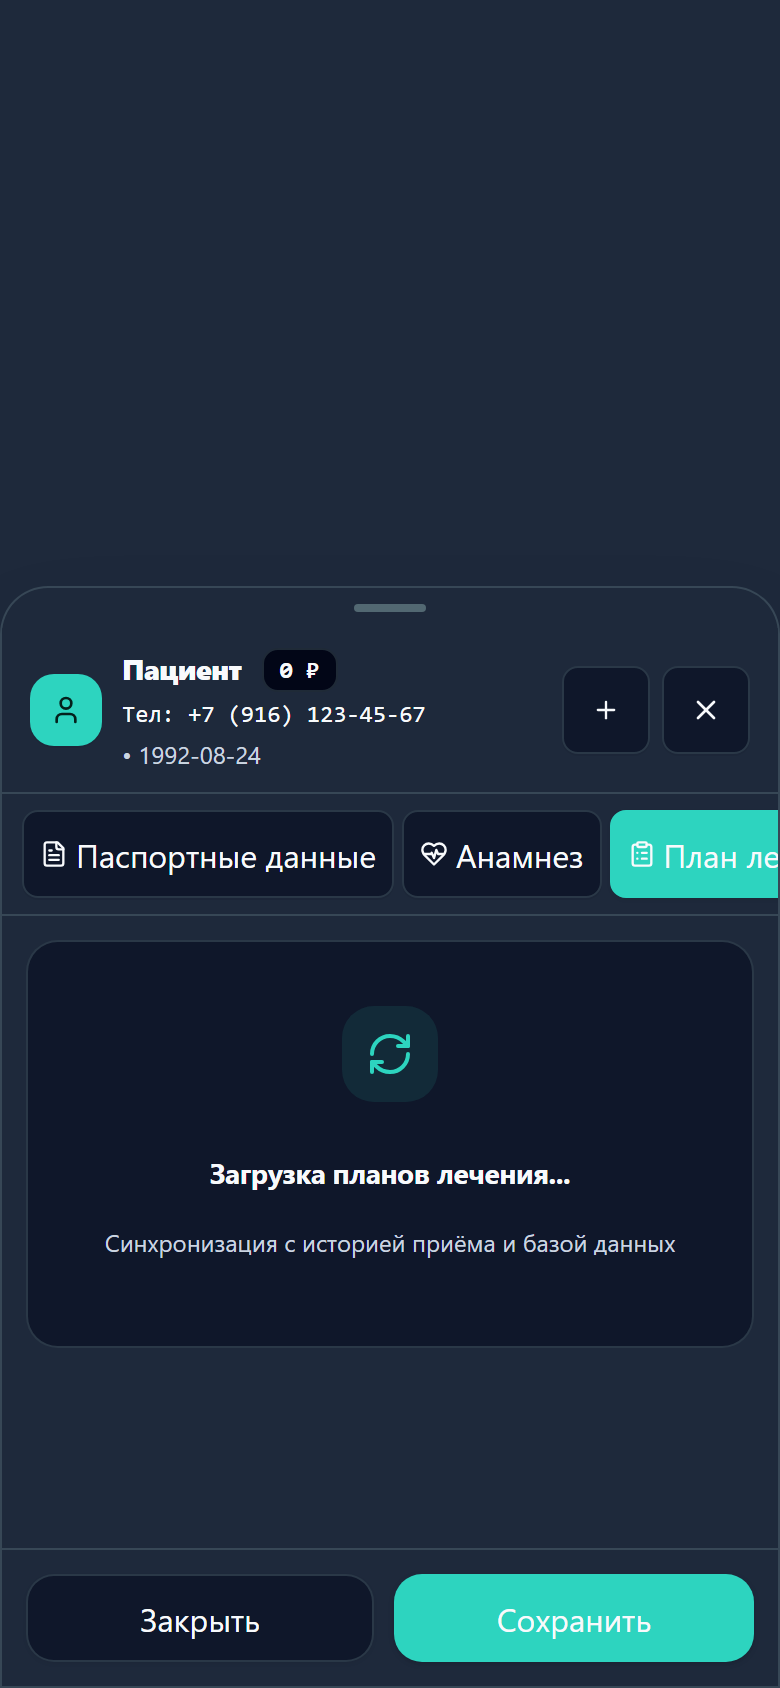 Пациент 0 ₽
Тел: +7 (916) 123-45-67
• 1992-08-24
Паспортные данные Анамнез План ле
Загрузка планов лечения...
Синхронизация с историей приёма и базой данных
Закрыть Сохранить